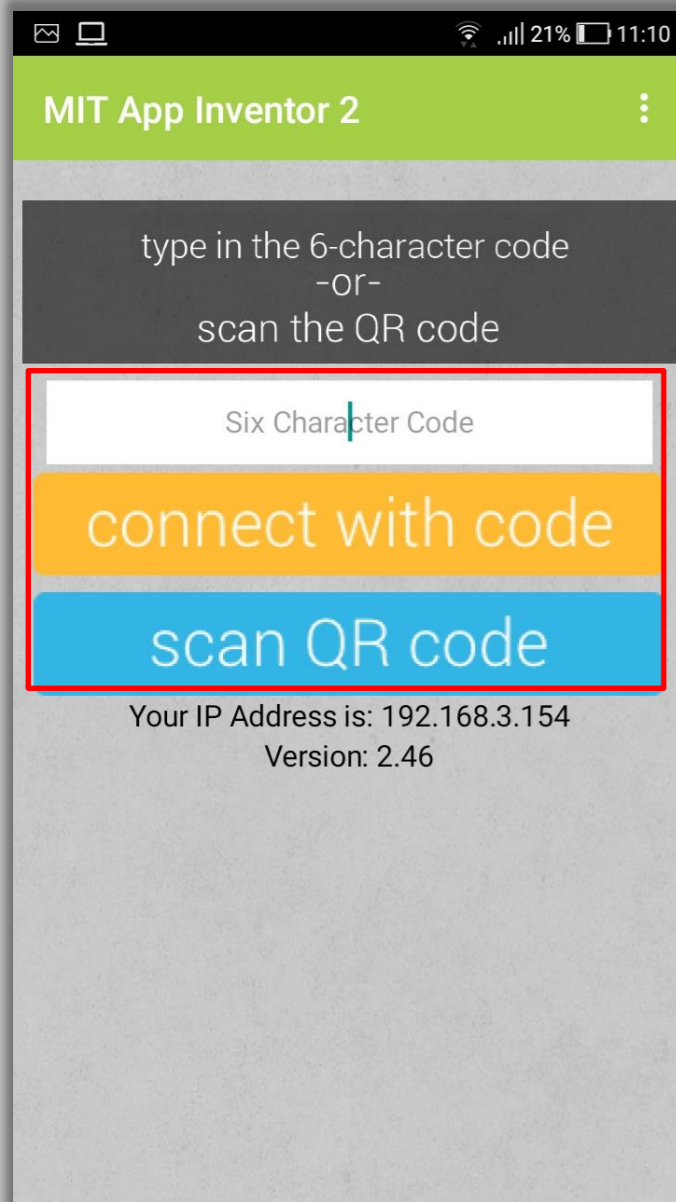 21% 11:10
MIT App Inventor 2
type in the 6-character code
-or-
scan the QR code
Six Character Code
connect with code
scan QR code
Your IP Address is: 192.168.3.154
Version: 2.46